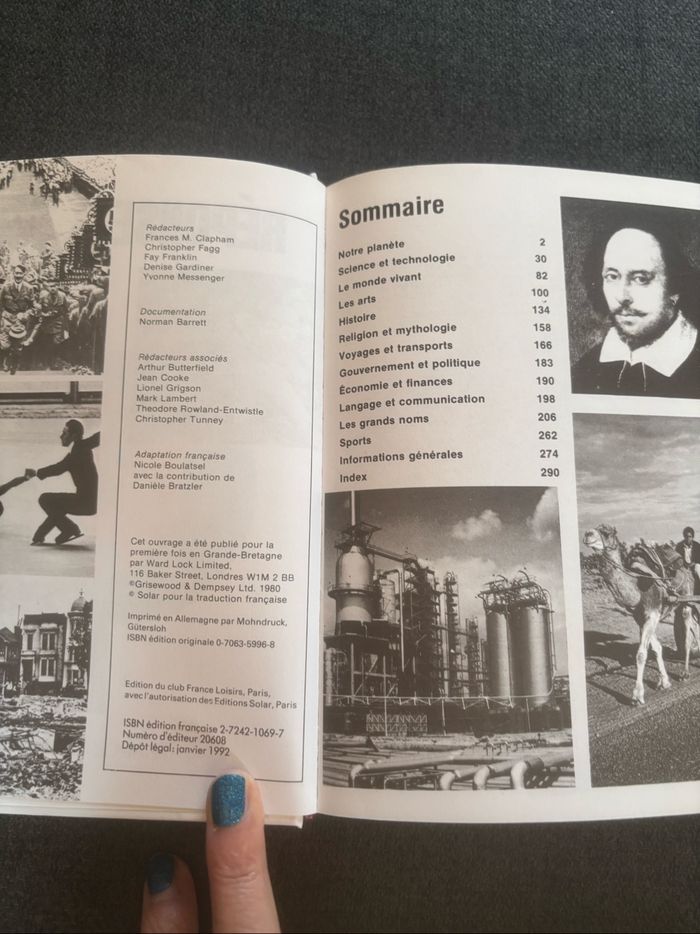 Rédacteurs
Frances M. Clapham
Christopher Fagg
Fay Franklin
Denise Gardiner
Yvonne Messenger
Documentation
Norman Barrett
Rédacteurs associés
Arthur Butterfield
Jean Cooke
Lionel Grigson
Mark Lambert
Theodore Rowland-Entwistle
Christopher Tunney
Adaptation française
Nicole Boulatsel
avec la contribution de
Danièle Bratzler
Cet ouvrage a été publié pour la
première fois en Grande-Bretagne
par Ward Lock Limited,
116 Baker Street, Londres W1M 2 BB
©Grisewood & Dempsey Ltd. 1980
© Solar pour la traduction française
Imprimé en Allemagne par Mohndruck,
Gütersloh
ISBN édition originale 0-7063-5996-8
Edition du club France Loisirs, Paris,
avec l'autorisation des Editions Solar, Paris
ISBN édition française 2-7242-1069-7
Numéro d'éditeur 20608
Dépôt légal: janvier 1992
Sommaire
Notre planète 2
Science et technologie 30
Le monde vivant 82
Les arts 100
Histoire 134
Religion et mythologie 158
Voyages et transports 166
Gouvernement et politique 183
Économie et finances 190
Langage et communication 198
Les grands noms 206
Sports 262
Informations générales 274
Index 290